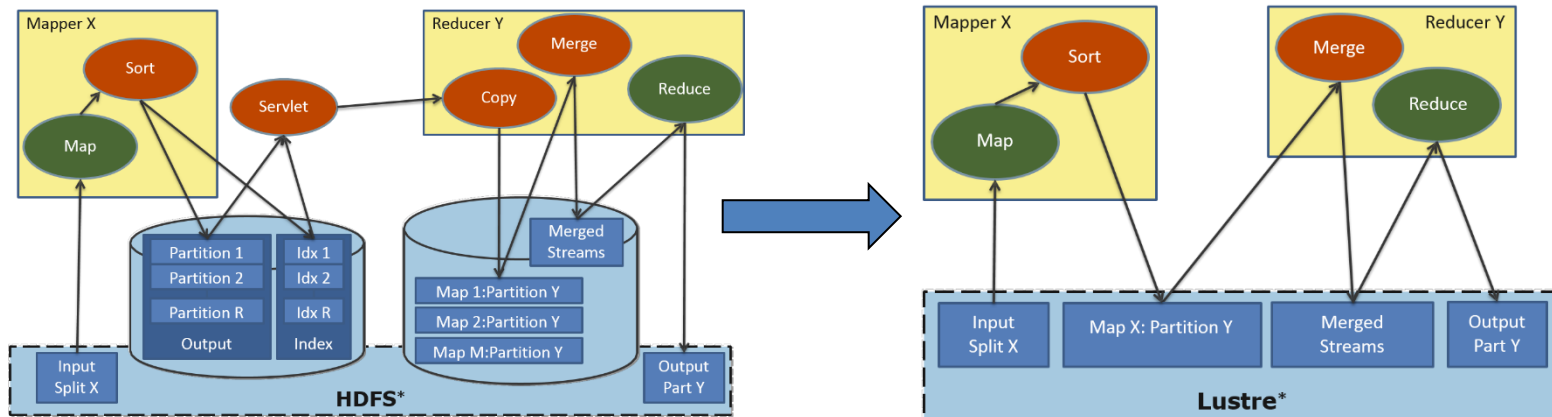 Mapper X
Sort
Map
Servlet
Reducer Y
Merge
Copy
Reduce
Partition 1
Partition 2
Partition R
Output
Idx 1
Idx 2
Idx R
Index
Merged
Streams
Map 1:Partition Y
Map 2:Partition Y
Map M:Partition Y
Input
Split X
Output
Part Y
HDFS*
Mapper X
Sort
Map
Reducer Y
Merge
Reduce
Input
Split X
Map X: Partition Y
Merged
Streams
Output
Part Y
Lustre*